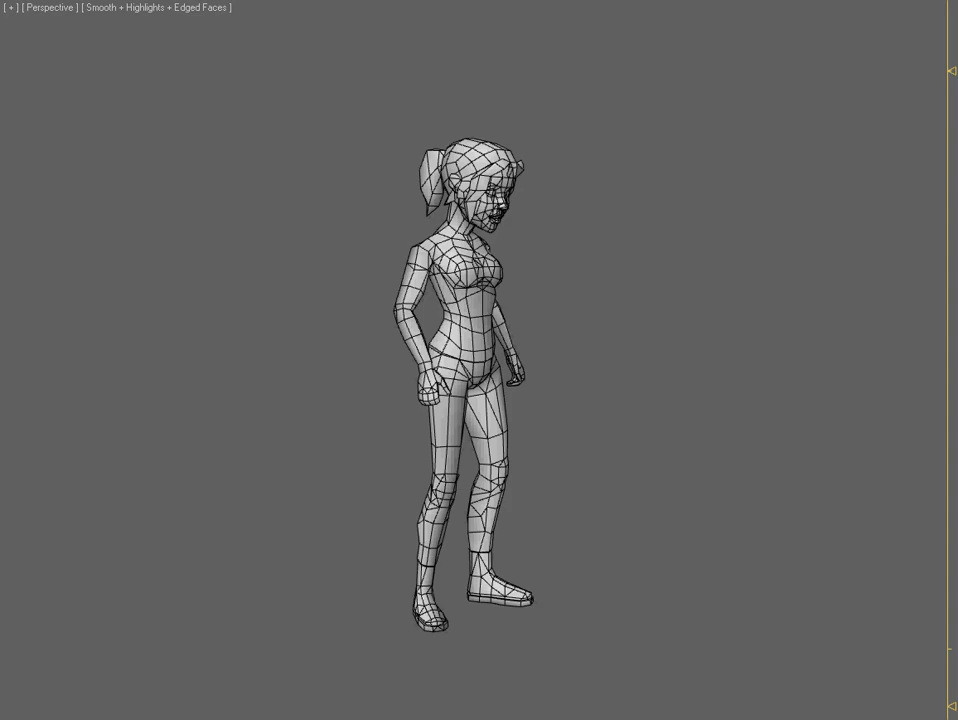 [ + ] [ Perspective ] [ Smooth + Highlights + Edged Faces ]